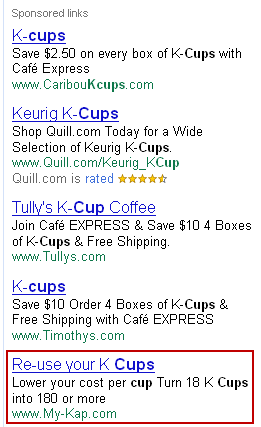 Sponsored links
K-cups
Save $2.50 on every box of K-Cups with
Café Express
www.CaribouKcups.com
Keurig K-Cups
Shop Quill.com Today for a Wide
Selection of Keurig K-Cups.
www.Quill.com/Keurig_KCup
Quill.com is rated
Tully's K-Cup Coffee
Join Café EXPRESS & Save $10 4 Boxes
of K-Cups & Free Shipping.
www.Tullys.com
K-cups
Save $10 Order 4 Boxes of K-Cups &
Free Shipping with Café EXPRESS
www.Timothys.com
Re-use your K Cups
Lower your cost per cup Turn 18 K Cups
into 180 or more
www.My-Kap.com